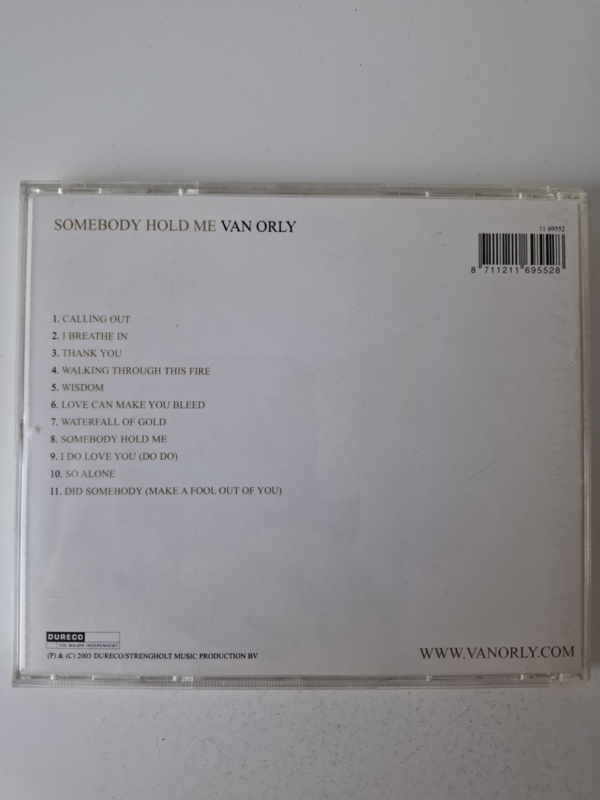 SOMEBODY HOLD ME VAN ORLY
11 69552
8 711211 695528
1. CALLING OUT
2. I BREATHE IN
3. THANK YOU
4. WALKING THROUGH THIS FIRE
5. WISDOM
6. LOVE CAN MAKE YOU BLEED
7. WATERFALL OF GOLD
8. SOMEBODY HOLD ME
9. I DO LOVE YOU (DO DO)
10. SO ALONE
11. DID SOMEBODY (MAKE A FOOL OUT OF YOU)
DURECO
THE MAJOR INDEPENDENT
(P) & (C) 2003 DURECO/STRENGHOLT MUSIC PRODUCTION BV
WWW.VANORLY.COM